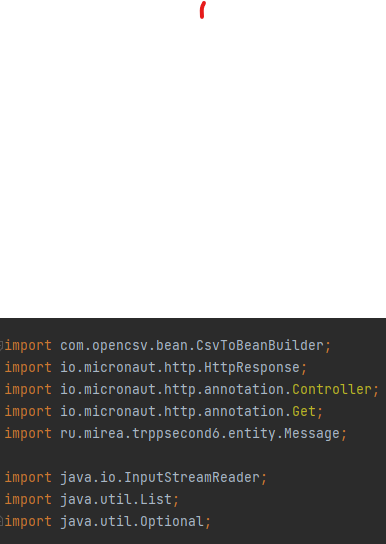 import com.opencsv.bean.CsvToBeanBuilder;
import io.micronaut.http.HttpResponse;
import io.micronaut.http.annotation.Controller;
import io.micronaut.http.annotation.Get;
import ru.mirea.trppsecond6.entity.Message;
import java.io.InputStreamReader;
import java.util.List;
import java.util.Optional;